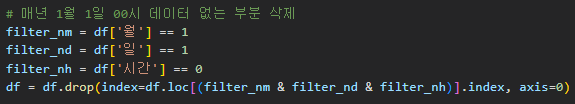 # 매년 1월 1일 00시 데이터 없는 부분 삭제
filter_nm = df['월'] == 1
filter_nd = df['일'] == 1
filter_nh = df['시간'] == 0
df = df.drop(index=df.loc[(filter_nm & filter_nd & filter_nh)].index, axis=0)